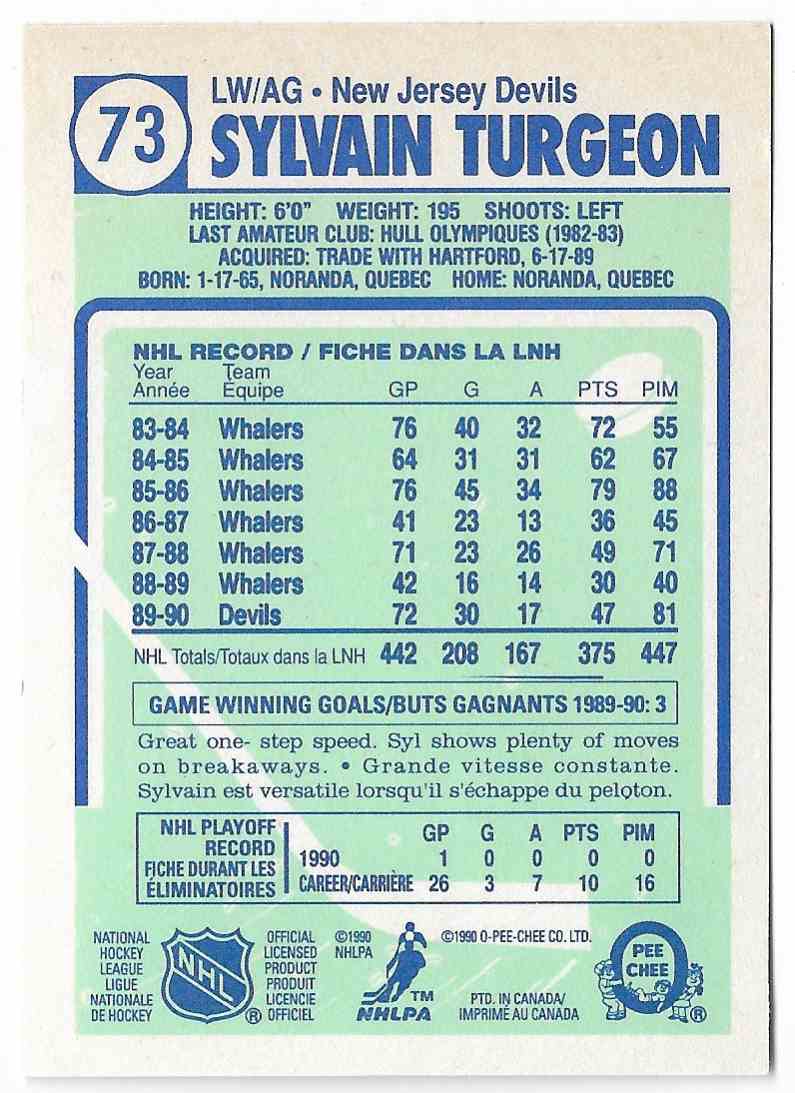 73
LW/AG • New Jersey Devils
SYLVAIN TURGEON
HEIGHT: 6'0" WEIGHT: 195 SHOOTS: LEFT
LAST AMATEUR CLUB: HULL OLYMPIQUES (1982-83)
ACQUIRED: TRADE WITH HARTFORD, 6-17-89
BORN: 1-17-65, NORANDA, QUEBEC HOME: NORANDA, QUEBEC
NHL RECORD / FICHE DANS LA LNH
Year Team
Année Équipe GP G A PTS PIM
83-84 Whalers 76 40 32 72 55
84-85 Whalers 64 31 31 62 67
85-86 Whalers 76 45 34 79 88
86-87 Whalers 41 23 13 36 45
87-88 Whalers 71 23 26 49 71
88-89 Whalers 42 16 14 30 40
89-90 Devils 72 30 17 47 81
NHL Totals/Totaux dans la LNH 442 208 167 375 447
GAME WINNING GOALS/BUTS GAGNANTS 1989-90: 3
Great one- step speed. Syl shows plenty of moves
on breakaways. • Grande vitesse constante.
Sylvain est versatile lorsqu'il s'échappe du peloton.
NHL PLAYOFF
RECORD
FICHE DURANT LES
ÉLIMINATOIRES
GP G A PTS PIM
1990 1 0 0 0 0
CAREER/CARRIÈRE 26 3 7 10 16
NATIONAL
HOCKEY
LEAGUE
LIGUE
NATIONALE
DE HOCKEY
NHL
®
OFFICIAL
LICENSED
PRODUCT
PRODUIT
LICENCIE
OFFICIEL
©1990
NHLPA
TM
NHLPA
©1990 O-PEE-CHEE CO. LTD.
PTD. IN CANADA/
IMPRIMÉ AU CANADA
O
PEE
CHEE
®